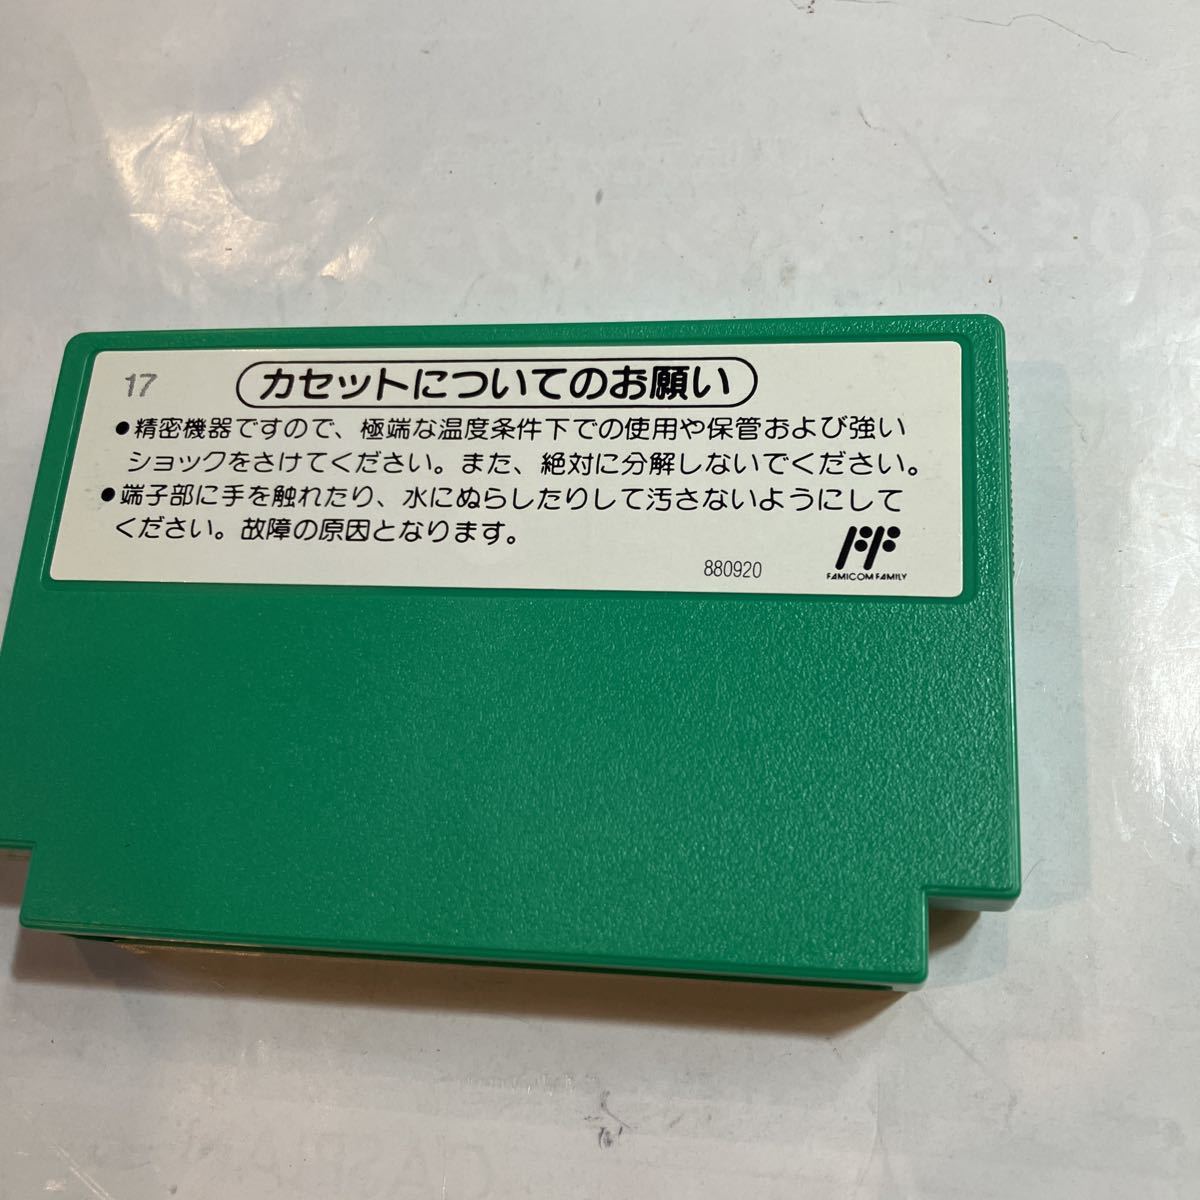 17
カセットについてのお願い
●精密機器ですので、極端な温度条件下での使用や保管および強い
ショックをさけてください。また、絶対に分解しないでください。
●端子部に手を触れたり、水にぬらしたりして汚さないようにして
ください。故障の原因となります。
880920
FAMICOM FAMILY